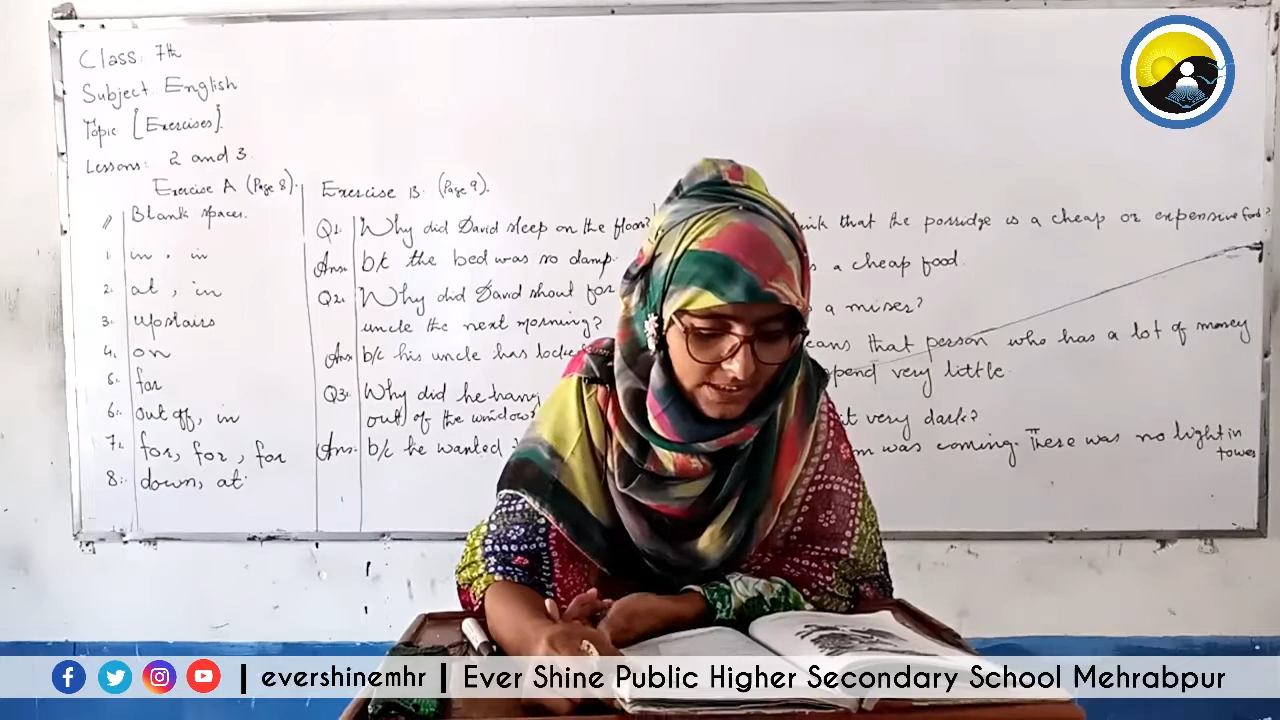 Class: 7th
Subject English
Topic [Exercises].
Lessons: 2 and 3.
Exercise A (Page 8).
Blank spaces.
1. in, in
2. at, in
3. upstairs
4. on
5. for
6. out of, in
7. for, for, for
8. down, at
Exercise B. (Page 9).
Q1. Why did David sleep on the floor?
Ans. b/c the bed was so damp.
Q2. Why did David shout for
uncle the next morning?
Ans b/c his uncle has locked
Q3. Why did he hang
out of the window?
Ans. b/c he wanted
that the porridge is a cheap or expensive food?
a cheap food.
a miser?
that person who has a lot of money
spend very little.
it very dark?
was coming. There was no light in
tower
| evershinemhr | Ever Shine Public Higher Secondary School Mehrabpur